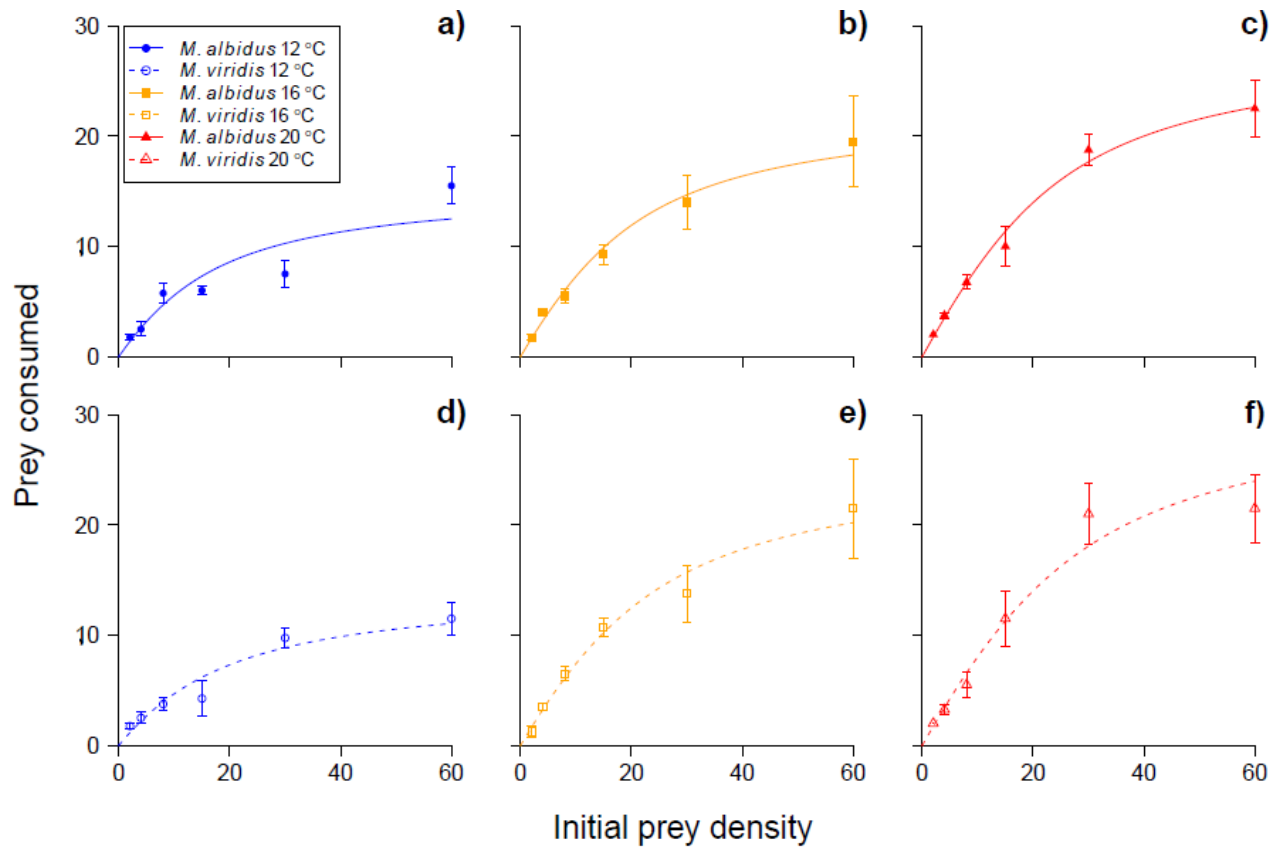 a)
b)
c)
30
20
10
0
M. albidus 12 °C
M. viridis 12 °C
M. albidus 16 °C
M. viridis 16 °C
M. albidus 20 °C
M. viridis 20 °C
Prey consumed
d)
e)
f)
30
20
10
0
0 20 40 60
0 20 40 60
0 20 40 60
Initial prey density